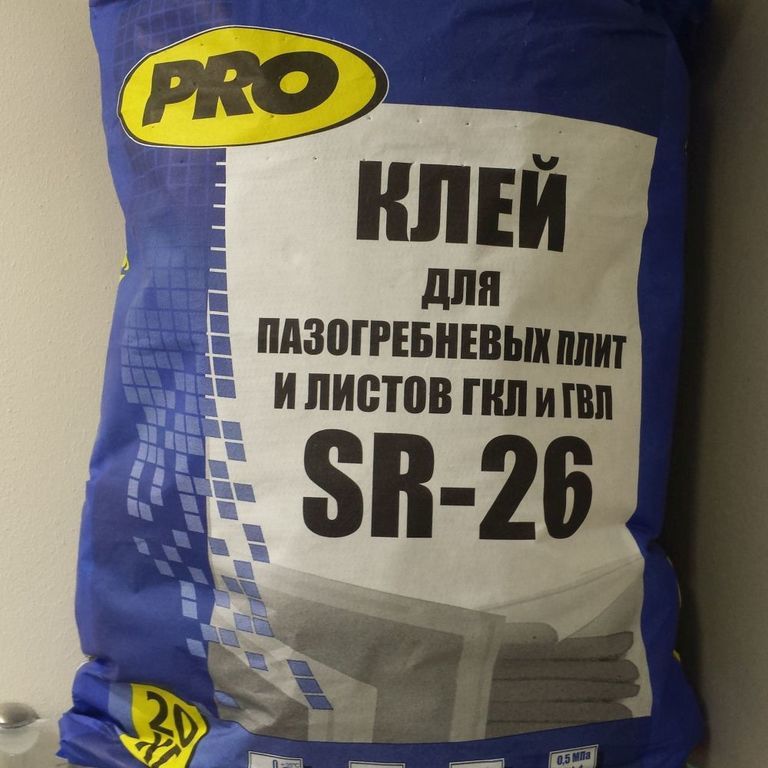 PRO
КЛЕЙ
ДЛЯ
ПАЗОГРЕБНЕВЫХ ПЛИТ
И ЛИСТОВ ГКЛ и ГВЛ
SR-26
20
КГ
0,5 МПа